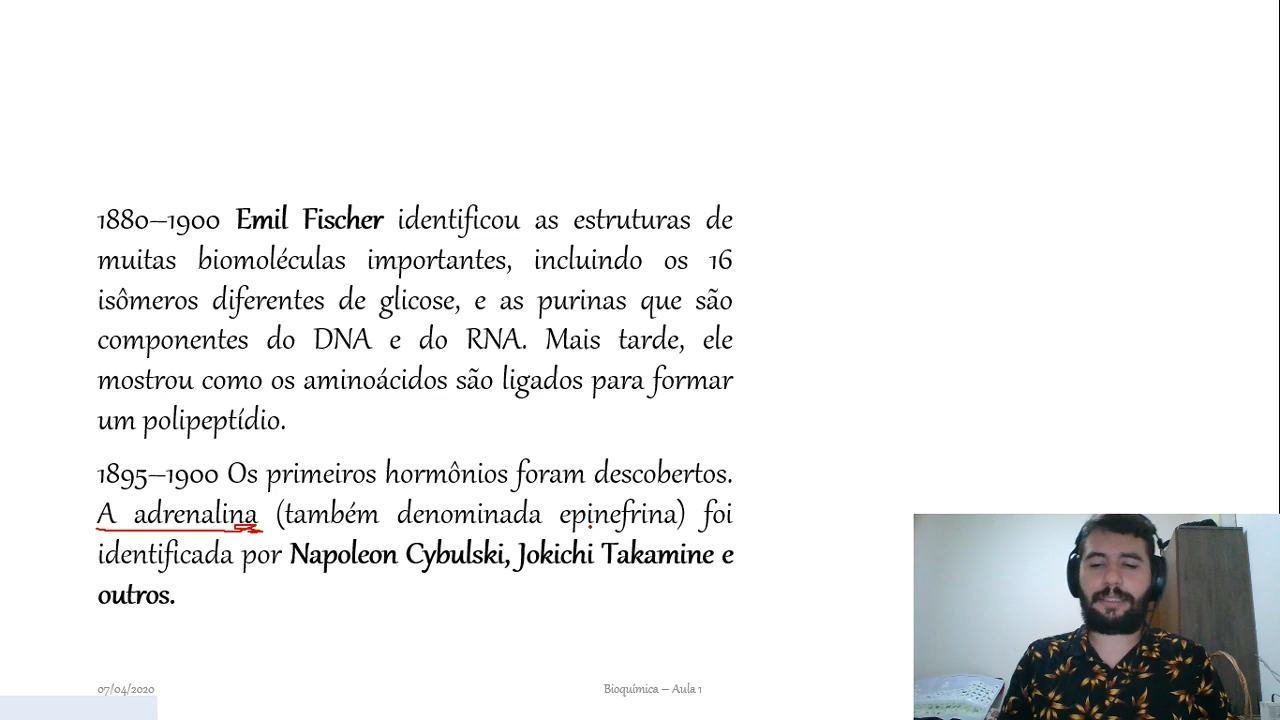 1880–1900 Emil Fischer identificou as estruturas de
muitas biomoléculas importantes, incluindo os 16
isômeros diferentes de glicose, e as purinas que são
componentes do DNA e do RNA. Mais tarde, ele
mostrou como os aminoácidos são ligados para formar
um polipeptídio.
1895–1900 Os primeiros hormônios foram descobertos.
A adrenalina (também denominada epinefrina) foi
identificada por Napoleon Cybulski, Jokichi Takamine e
outros.
07/04/2020
Bioquímica – Aula 1